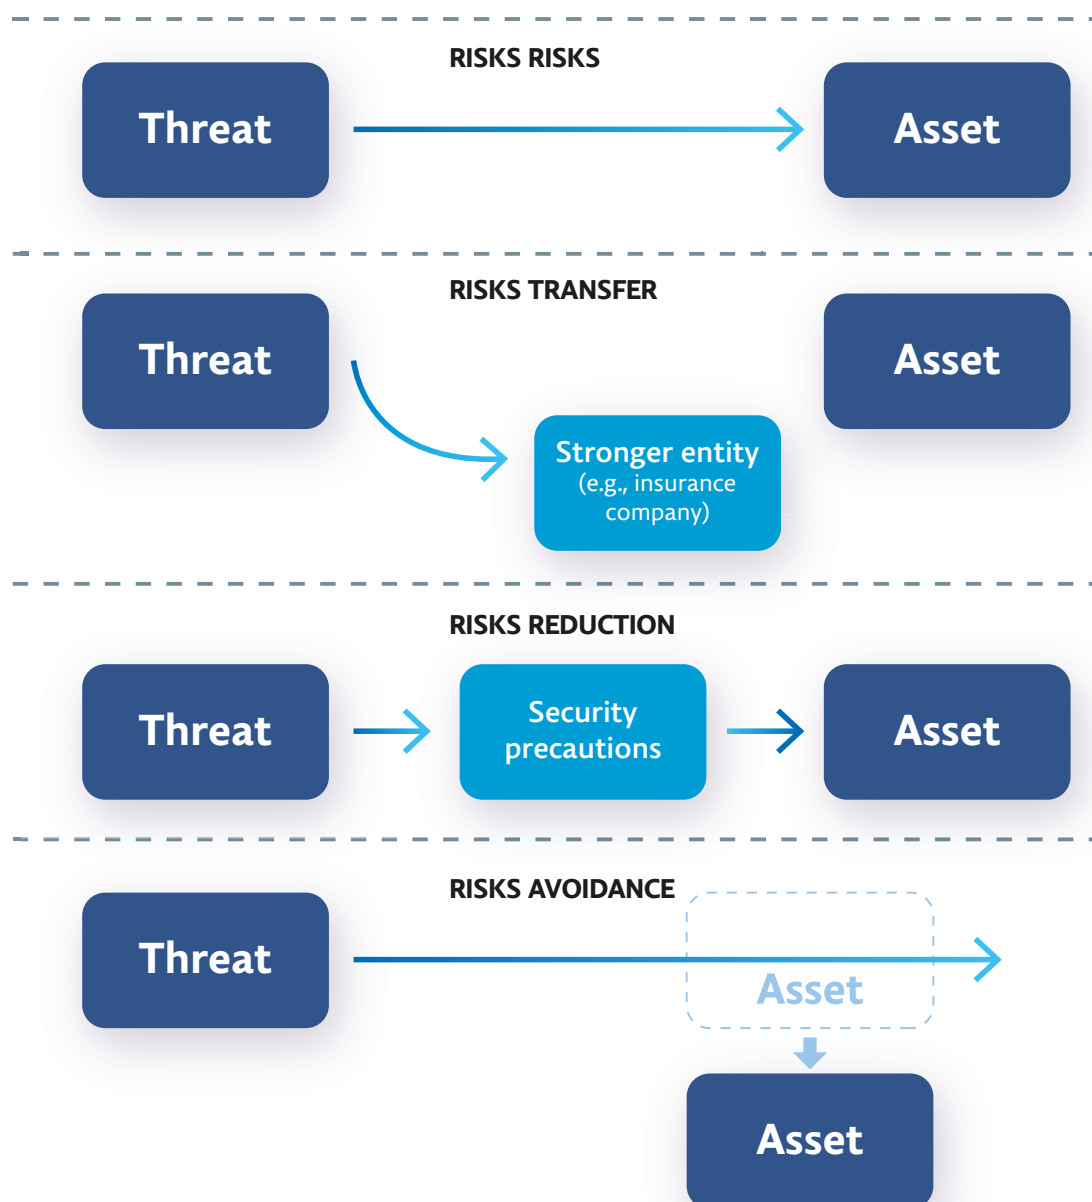 RISKS RISKS
Threat
Asset
RISKS TRANSFER
Threat
Asset
Stronger entity
(e.g., insurance
company)
RISKS REDUCTION
Threat
Security
precautions
Asset
RISKS AVOIDANCE
Threat
Asset
Asset